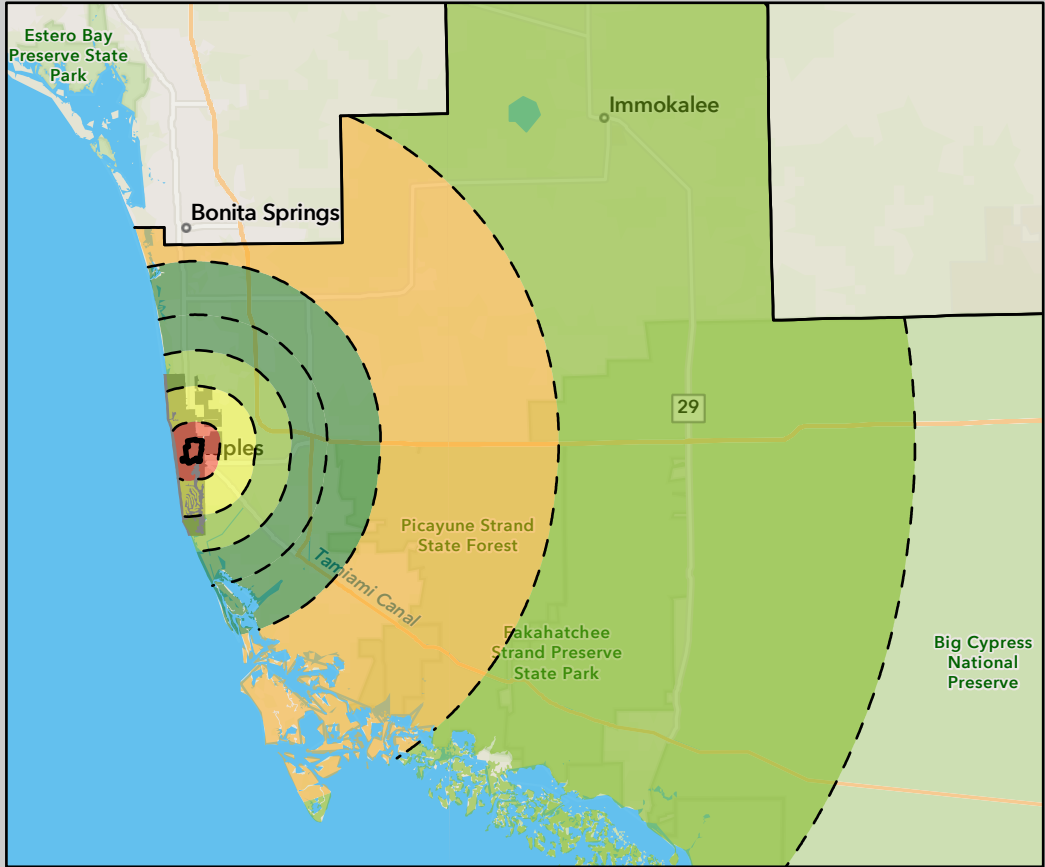 Estero Bay
Preserve State
Park
Immokalee
Bonita Springs
29
Picayune Strand
State Forest
Tamiami Canal
Fakahatchee
Strand Preserve
State Park
Big Cypress
National
Preserve